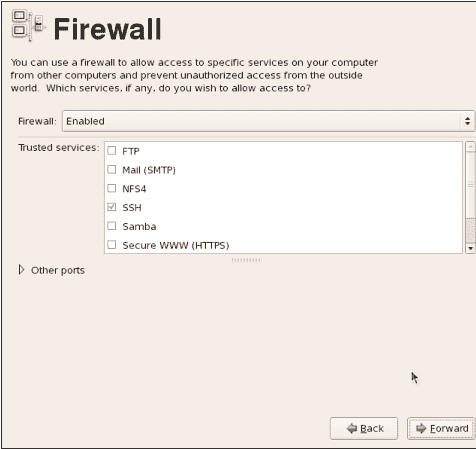 Firewall
You can use a firewall to allow access to specific services on your computer
from other computers and prevent unauthorized access from the outside
world.  Which services, if any, do you wish to allow access to?
Firewall: Enabled
Trusted services:
FTP
Mail (SMTP)
NFS4
SSH
Samba
Secure WWW (HTTPS)
Other ports
Back
Forward